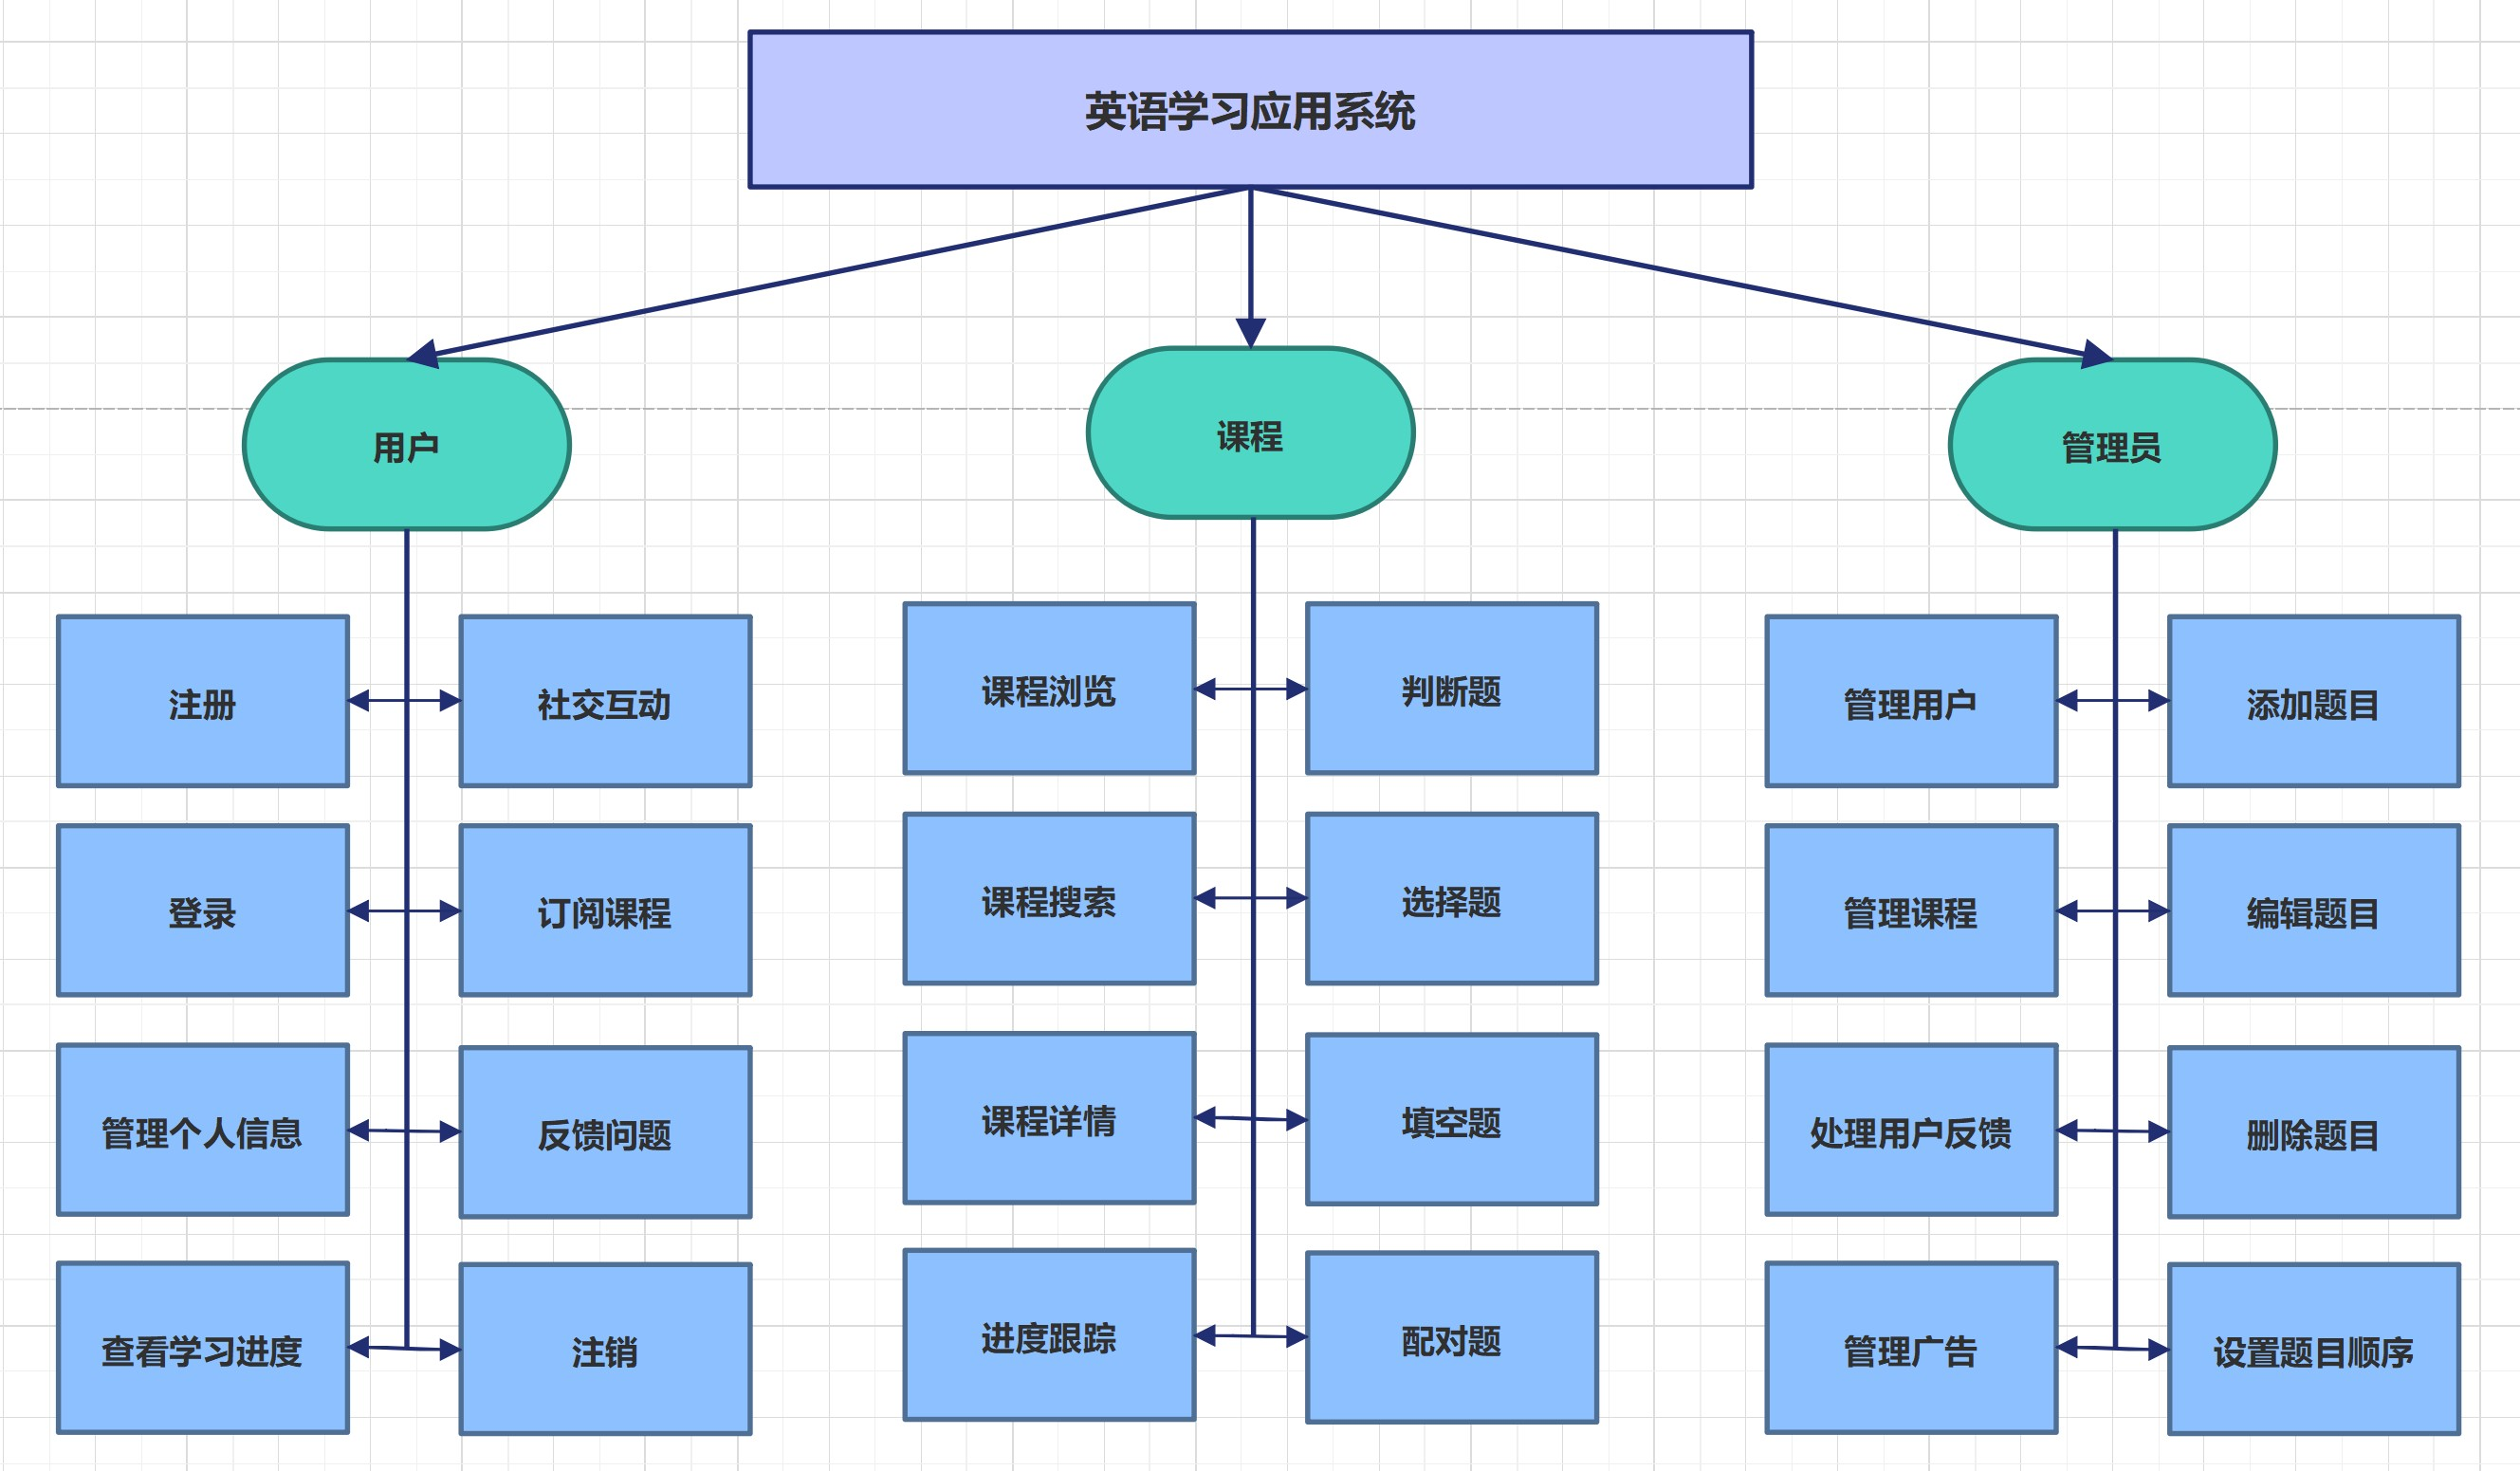 英语学习应用系统
用户
课程
管理员
注册
社交互动
课程浏览
判断题
管理用户
添加题目
登录
订阅课程
课程搜索
选择题
管理课程
编辑题目
管理个人信息
反馈问题
课程详情
填空题
处理用户反馈
删除题目
查看学习进度
注销
进度跟踪
配对题
管理广告
设置题目顺序